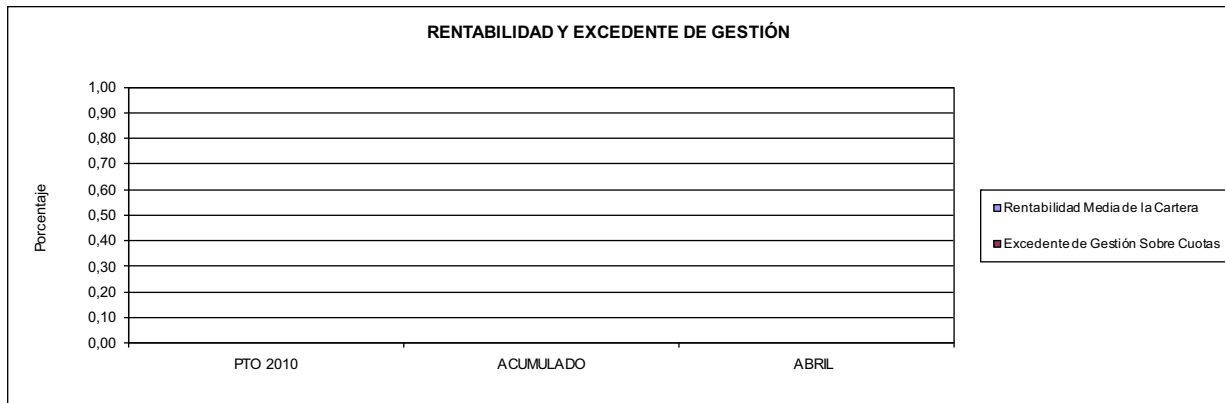 RENTABILIDAD Y EXCEDENTE DE GESTIÓN
1,00
0,90
0,80
0,70
0,60
0,50
0,40
0,30
0,20
0,10
0,00
Porcentaje
PTO 2010 ACUMULADO ABRIL
Rentabilidad Media de la Cartera
Excedente de Gestión Sobre Cuotas